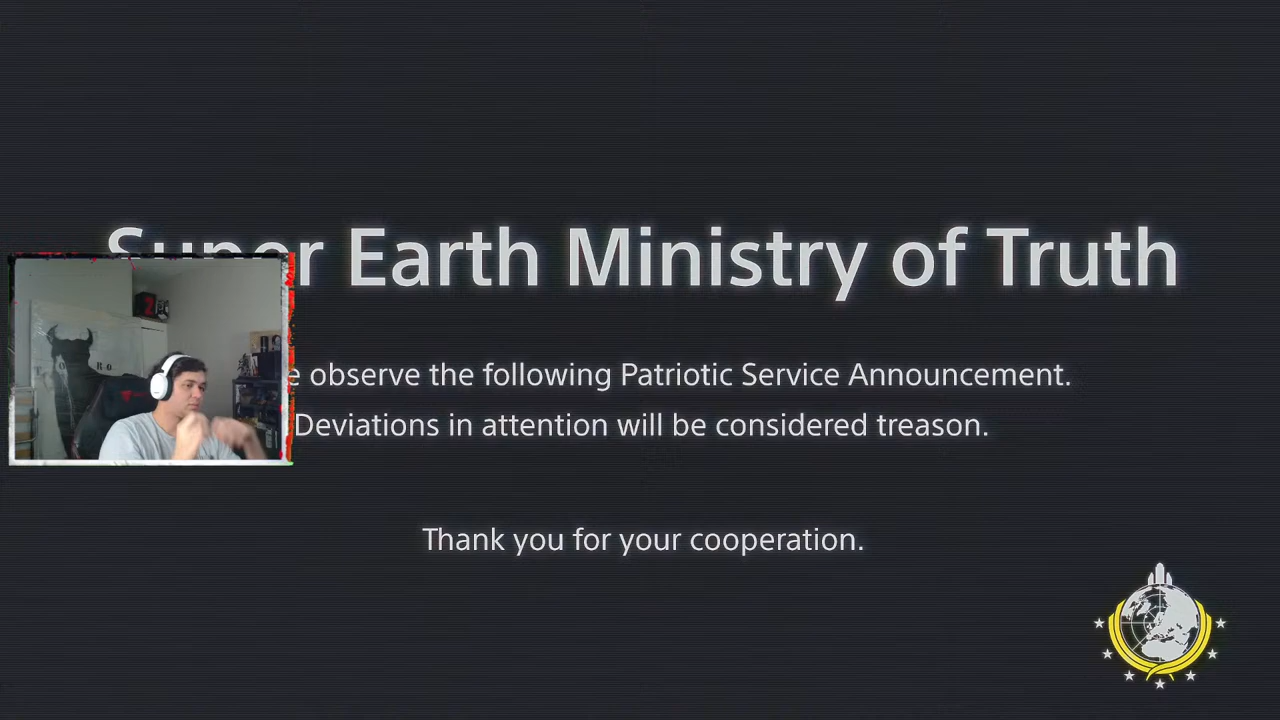 Super Earth Ministry of Truth
observe the following Patriotic Service Announcement.
Deviations in attention will be considered treason.
Thank you for your cooperation.